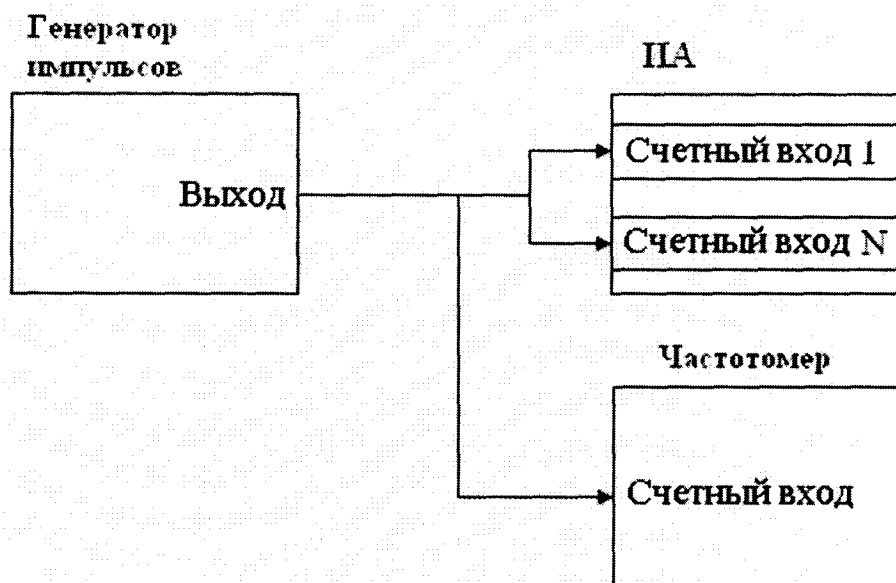 Генератор
импульсов
ПА
Выход
Счетный вход 1
Счетный вход N
Частотомер
Счетный вход